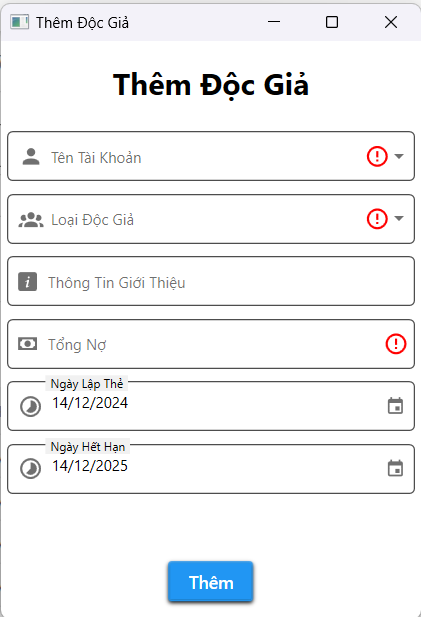 Thêm Độc Giả
Thêm Độc Giả
Tên Tài Khoản
Loại Độc Giả
Thông Tin Giới Thiệu
Tổng Nợ
Ngày Lập Thẻ
14/12/2024
Ngày Hết Hạn
14/12/2025
Thêm